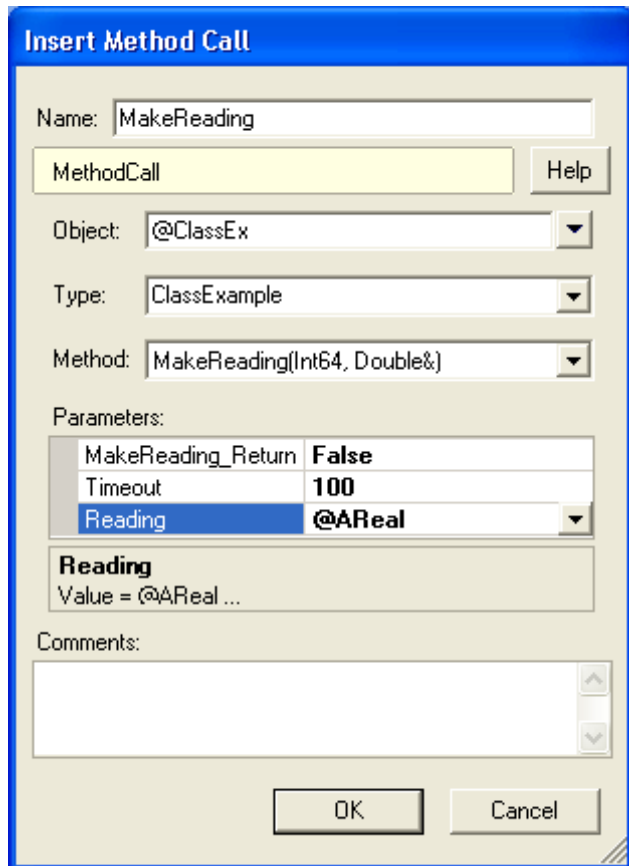 Insert Method Call
Name: MakeReading
MethodCall Help
Object: @ClassEx
Type: ClassExample
Method: MakeReading(Int64, Double&)
Parameters:
MakeReading_Return False
Timeout 100
Reading @AReal
Reading
Value = @AReal ...
Comments:
OK Cancel